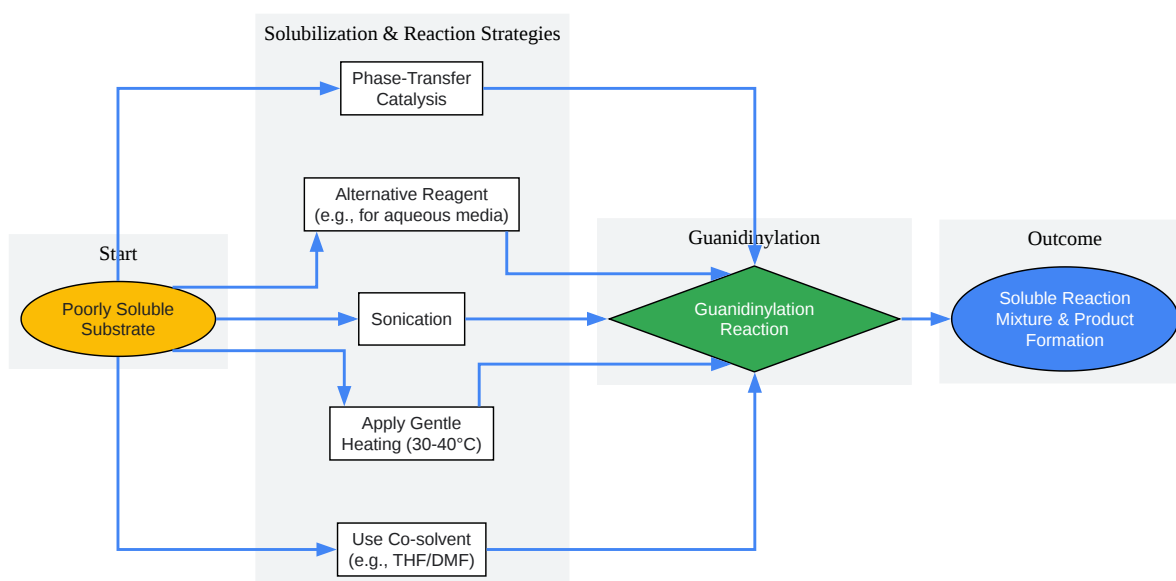 Solubilization & Reaction Strategies
Phase-Transfer
Catalysis
Alternative Reagent
(e.g., for aqueous media)
Start
Poorly Soluble
Substrate
Sonication
Apply Gentle
Heating (30-40°C)
Use Co-solvent
(e.g., THF/DMF)
Guanidinylation
Guanidinylation
Reaction
Outcome
Soluble Reaction
Mixture & Product
Formation